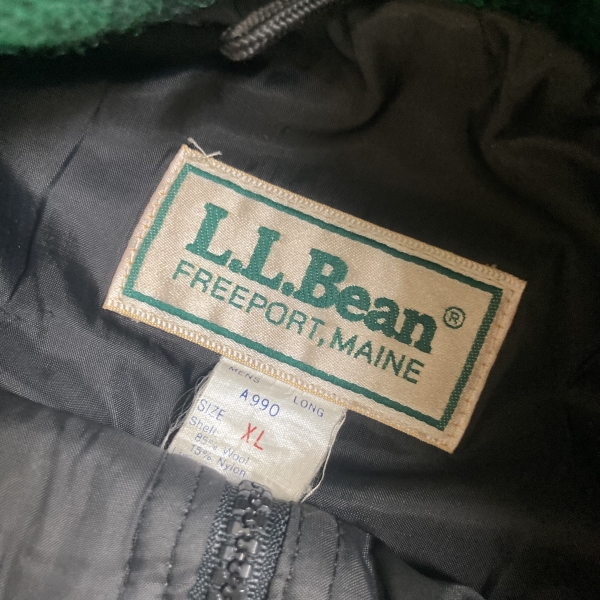 L.L.Bean®
FREEPORT, MAINE
MENS LONG
A990
SIZE XL
Shell
85% Wool
15% Nylon